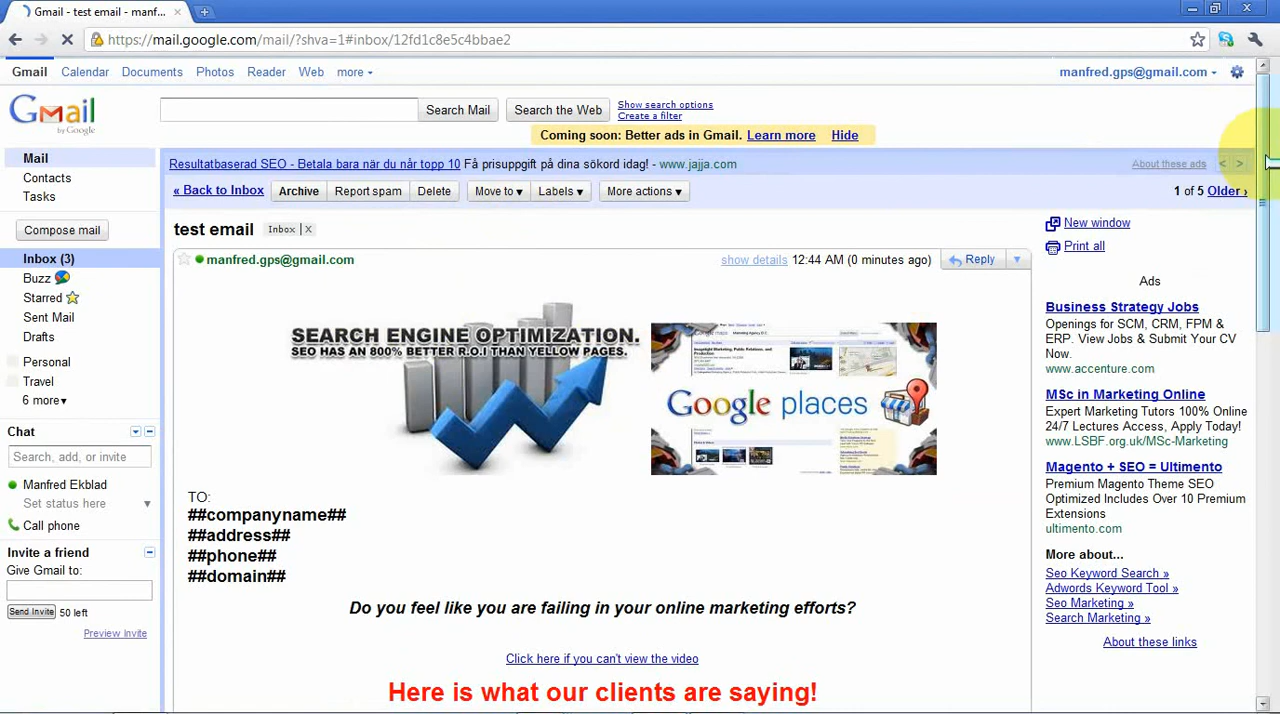 Gmail - test email - manf...
https://mail.google.com/mail/?shva=1#inbox/12fd1c8e5c4bbae2
Gmail Calendar Documents Photos Reader Web more
manfred.gps@gmail.com
Gmail
by Google
Search Mail Search the Web
Show search options
Create a filter
Coming soon: Better ads in Gmail. Learn more Hide
Resultatbaserad SEO - Betala bara när du når topp 10 Få prisuppgift på dina sökord idag! - www.jajja.com
About these ads < >
« Back to Inbox Archive Report spam Delete Move to Labels More actions
1 of 5 Older ›
Mail
Contacts
Tasks
Compose mail
Inbox (3)
Buzz
Starred
Sent Mail
Drafts
Personal
Travel
6 more
Chat
Search, add, or invite
Manfred Ekblad
Set status here
Call phone
Invite a friend
Give Gmail to:
Send Invite 50 left
Preview Invite
test email Inbox | X
manfred.gps@gmail.com
show details 12:44 AM (0 minutes ago) Reply
SEARCH ENGINE OPTIMIZATION.
SEO HAS AN 800% BETTER R.O.I THAN YELLOW PAGES.
Google places
TO:
##companyname##
##address##
##phone##
##domain##
Do you feel like you are failing in your online marketing efforts?
Click here if you can't view the video
Here is what our clients are saying!
New window
Print all
Ads
Business Strategy Jobs
Openings for SCM, CRM, FPM &
ERP. View Jobs & Submit Your CV
Now.
www.accenture.com
MSc in Marketing Online
Expert Marketing Tutors 100% Online
24/7 Lectures Access, Apply Today!
www.LSBF.org.uk/MSc-Marketing
Magento + SEO = Ultimento
Premium Magento Theme SEO
Optimized Includes Over 10 Premium
Extensions
ultimento.com
More about...
Seo Keyword Search »
Adwords Keyword Tool »
Seo Marketing »
Search Marketing »
About these links